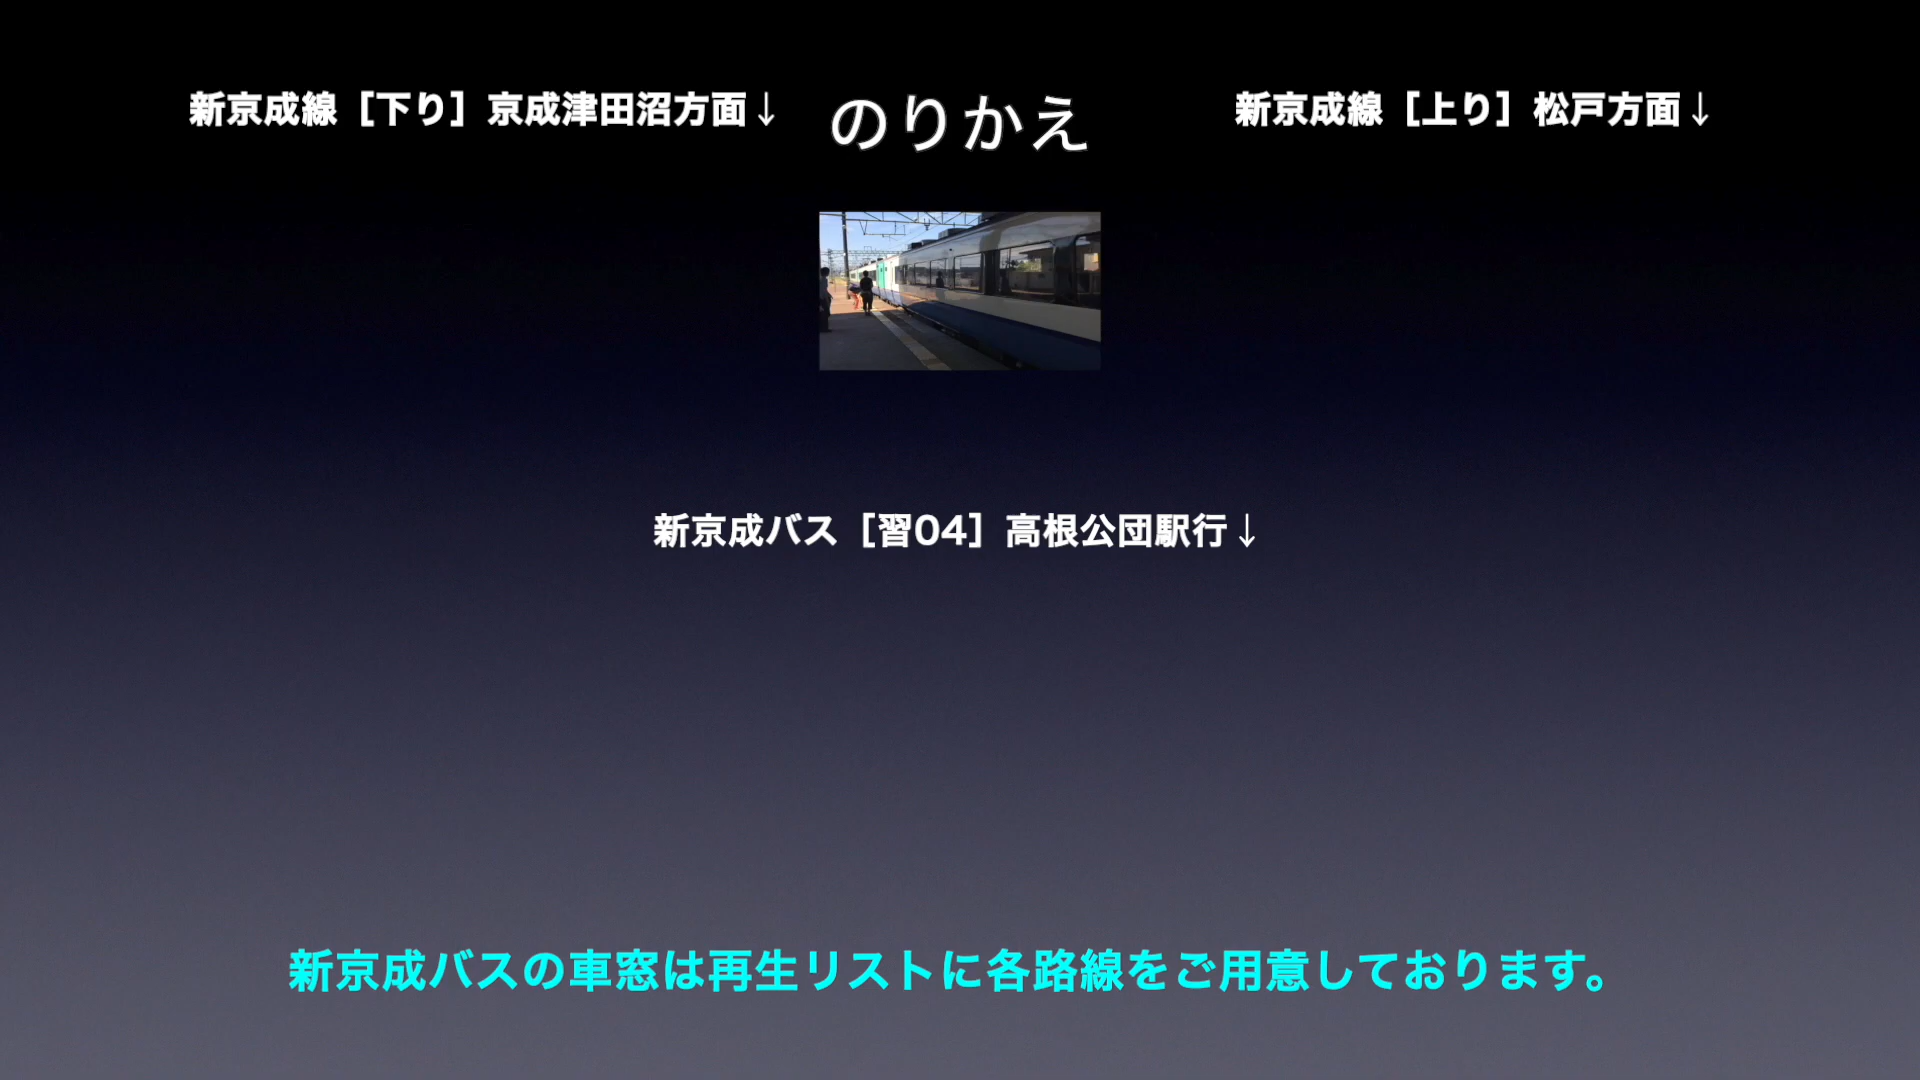 新京成線［下り］京成津田沼方面↓
のりかえ
新京成線［上り］松戸方面↓
新京成バス［習04］高根公団駅行↓
新京成バスの車窓は再生リストに各路線をご用意しております。